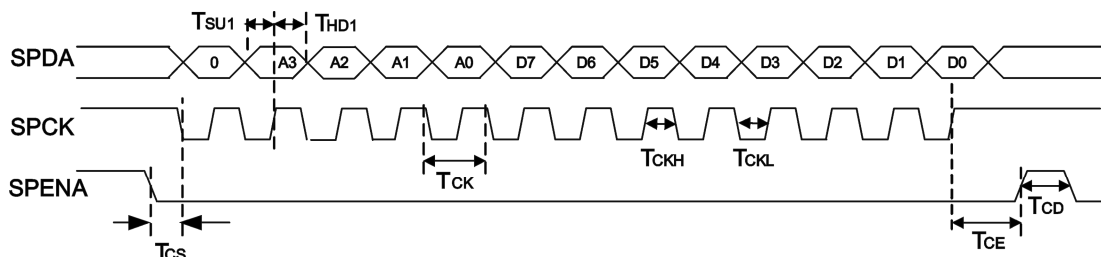 TSU1 THD1
SPDA 0 A3 A2 A1 A0 D7 D6 D5 D4 D3 D2 D1 D0
SPCK
TCK TCKH TCKL
SPENA
TCS TCE TCD